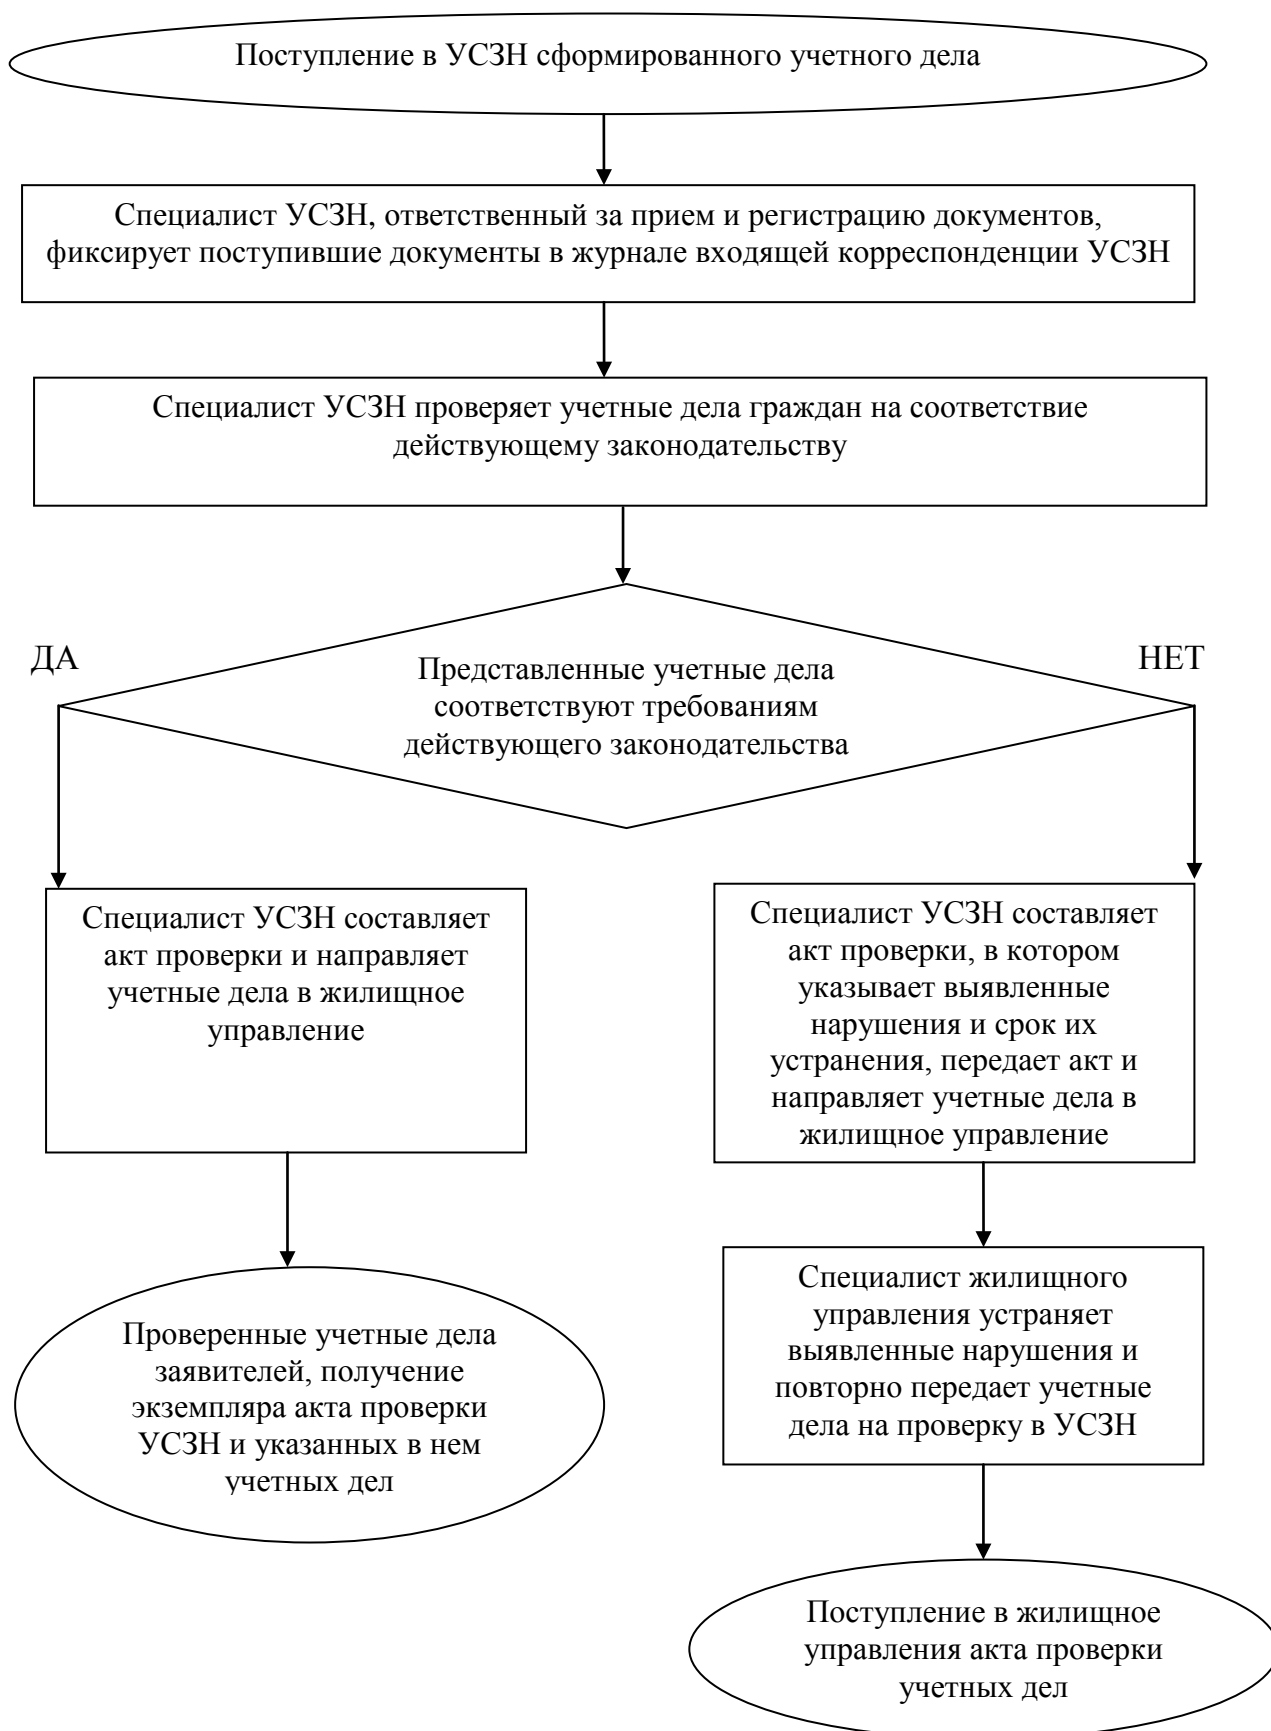 Поступление в УСЗН сформированного учетного дела
Специалист УСЗН, ответственный за прием и регистрацию документов,
фиксирует поступившие документы в журнале входящей корреспонденции УСЗН
Специалист УСЗН проверяет учетные дела граждан на соответствие
действующему законодательству
ДА
НЕТ
Представленные учетные дела
соответствуют требованиям
действующего законодательства
Специалист УСЗН составляет
акт проверки и направляет
учетные дела в жилищное
управление
Специалист УСЗН составляет
акт проверки, в котором
указывает выявленные
нарушения и срок их
устранения, передает акт и
направляет учетные дела в
жилищное управление
Проверенные учетные дела
заявителей, получение
экземпляра акта проверки
УСЗН и указанных в нем
учетных дел
Специалист жилищного
управления устраняет
выявленные нарушения и
повторно передает учетные
дела на проверку в УСЗН
Поступление в жилищное
управления акта проверки
учетных дел